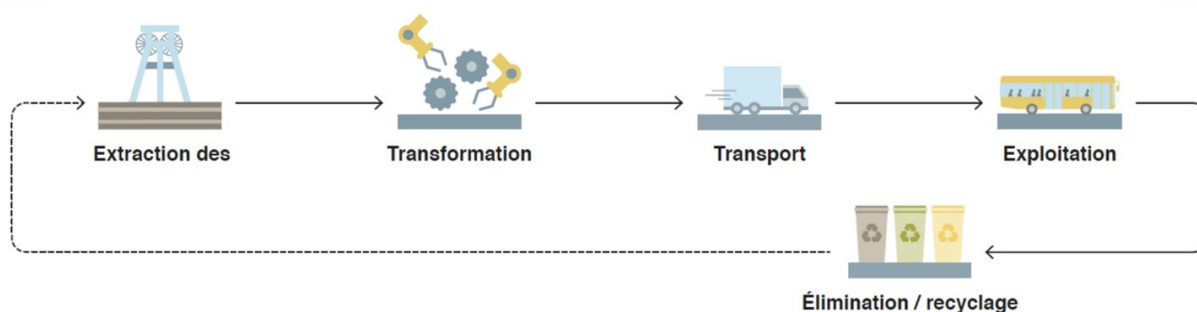 Extraction des
Transformation
Transport
Exploitation
Élimination / recyclage